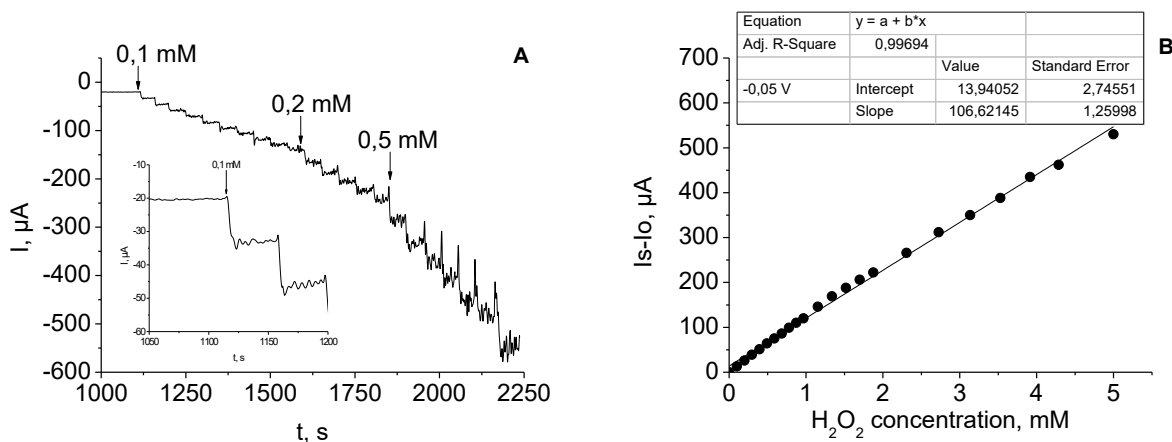 A
0,1 mM
0,2 mM
0,5 mM
0
-100
-200
-300
-400
-500
-600
I, µA
1000 1250 1500 1750 2000 2250
t, s
0,1 mM
-10
-20
-30
-40
-50
-60
I, µA
1050 1100 1150 1200
t, s
B
Equation y = a + b*x
Adj. R-Square 0,99694
Value Standard Error
-0,05 V Intercept 13,94052 2,74551
Slope 106,62145 1,25998
700
600
500
400
300
200
100
0
Is-Io, µA
0 1 2 3 4 5
H₂O₂ concentration, mM